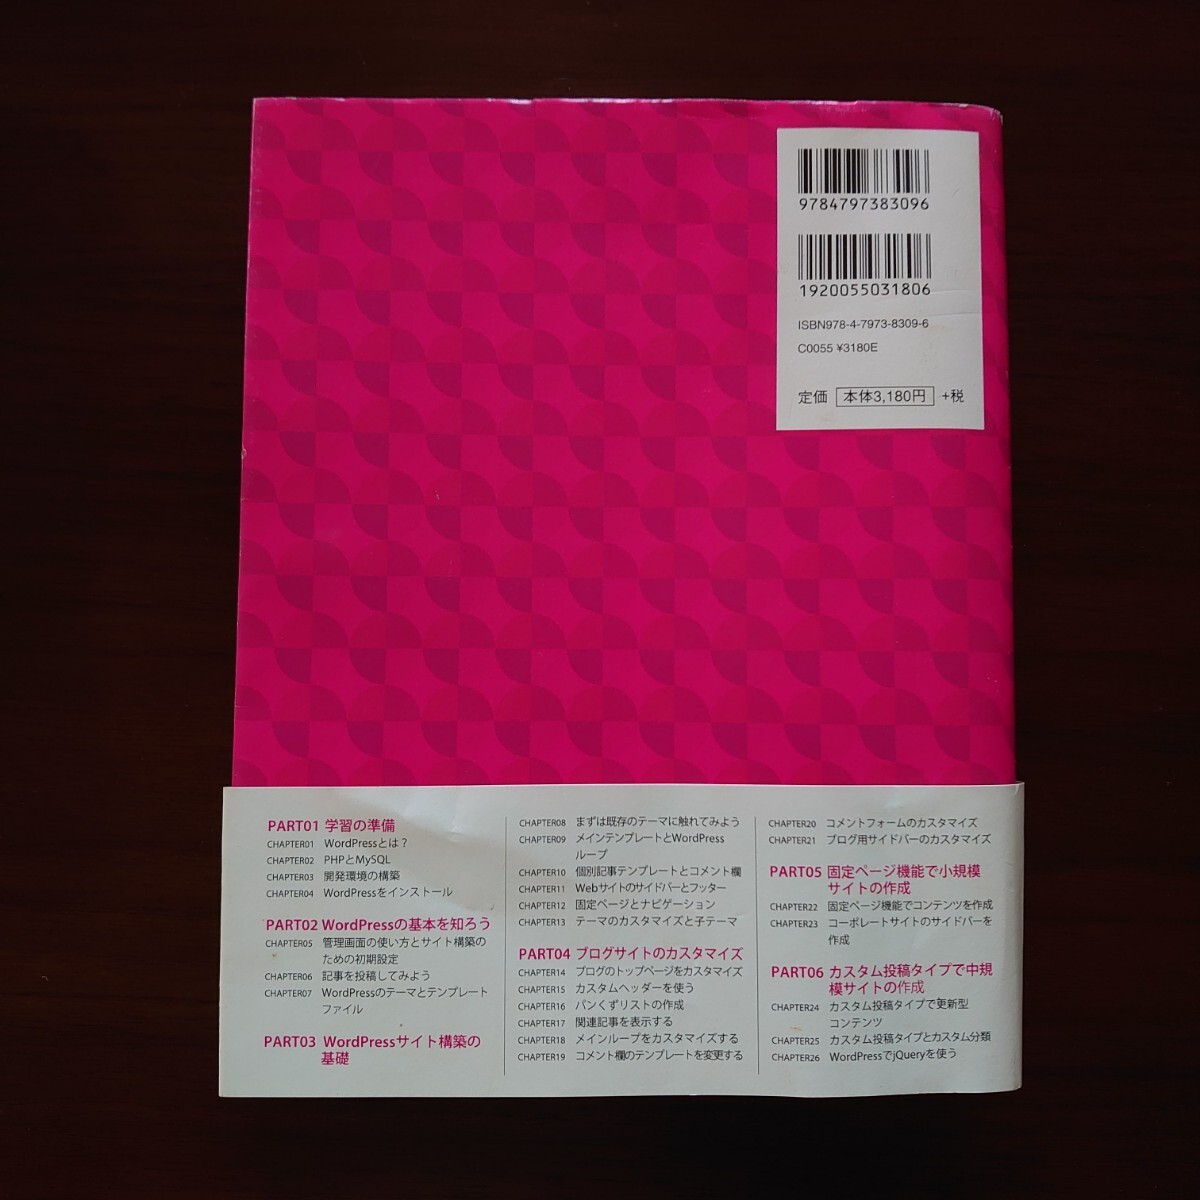 9784797383096
1920055031806
ISBN978-4-7973-8309-6
C0055 ¥3180E
定価 本体3,180円 +税
PART01 学習の準備
CHAPTER01 WordPressとは?
CHAPTER02 PHPとMySQL
CHAPTER03 開発環境の構築
CHAPTER04 WordPressをインストール
PART02 WordPressの基本を知ろう
CHAPTER05 管理画面の使い方とサイト構築の
ための初期設定
CHAPTER06 記事を投稿してみよう
CHAPTER07 WordPressのテーマとテンプレート
ファイル
PART03 WordPressサイト構築の
基礎
CHAPTER08 まずは既存のテーマに触れてみよう
CHAPTER09 メインテンプレートとWordPress
ループ
CHAPTER10 個別記事テンプレートとコメント欄
CHAPTER11 Webサイトのサイドバーとフッター
CHAPTER12 固定ページとナビゲーション
CHAPTER13 テーマのカスタマイズと子テーマ
PART04 ブログサイトのカスタマイズ
CHAPTER14 ブログのトップページをカスタマイズ
CHAPTER15 カスタムヘッダーを使う
CHAPTER16 パンくずリストの作成
CHAPTER17 関連記事を表示する
CHAPTER18 メインループをカスタマイズする
CHAPTER19 コメント欄のテンプレートを変更する
CHAPTER20 コメントフォームのカスタマイズ
CHAPTER21 ブログ用サイドバーのカスタマイズ
PART05 固定ページ機能で小規模
サイトの作成
CHAPTER22 固定ページ機能でコンテンツを作成
CHAPTER23 コーポレートサイトのサイドバーを
作成
PART06 カスタム投稿タイプで中規
模サイトの作成
CHAPTER24 カスタム投稿タイプで更新型
コンテンツ
CHAPTER25 カスタム投稿タイプとカスタム分類
CHAPTER26 WordPressでjQueryを使う